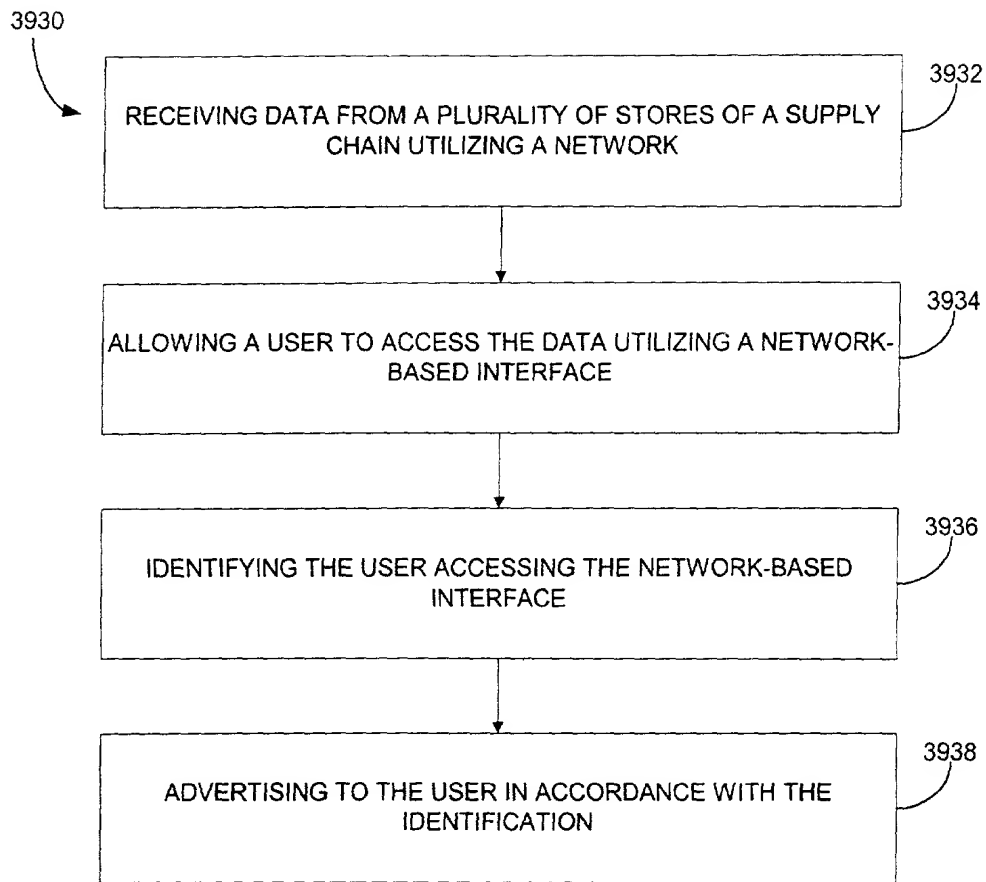 3930
3932
RECEIVING DATA FROM A PLURALITY OF STORES OF A SUPPLY
CHAIN UTILIZING A NETWORK
3934
ALLOWING A USER TO ACCESS THE DATA UTILIZING A NETWORK-
BASED INTERFACE
3936
IDENTIFYING THE USER ACCESSING THE NETWORK-BASED
INTERFACE
3938
ADVERTISING TO THE USER IN ACCORDANCE WITH THE
IDENTIFICATION